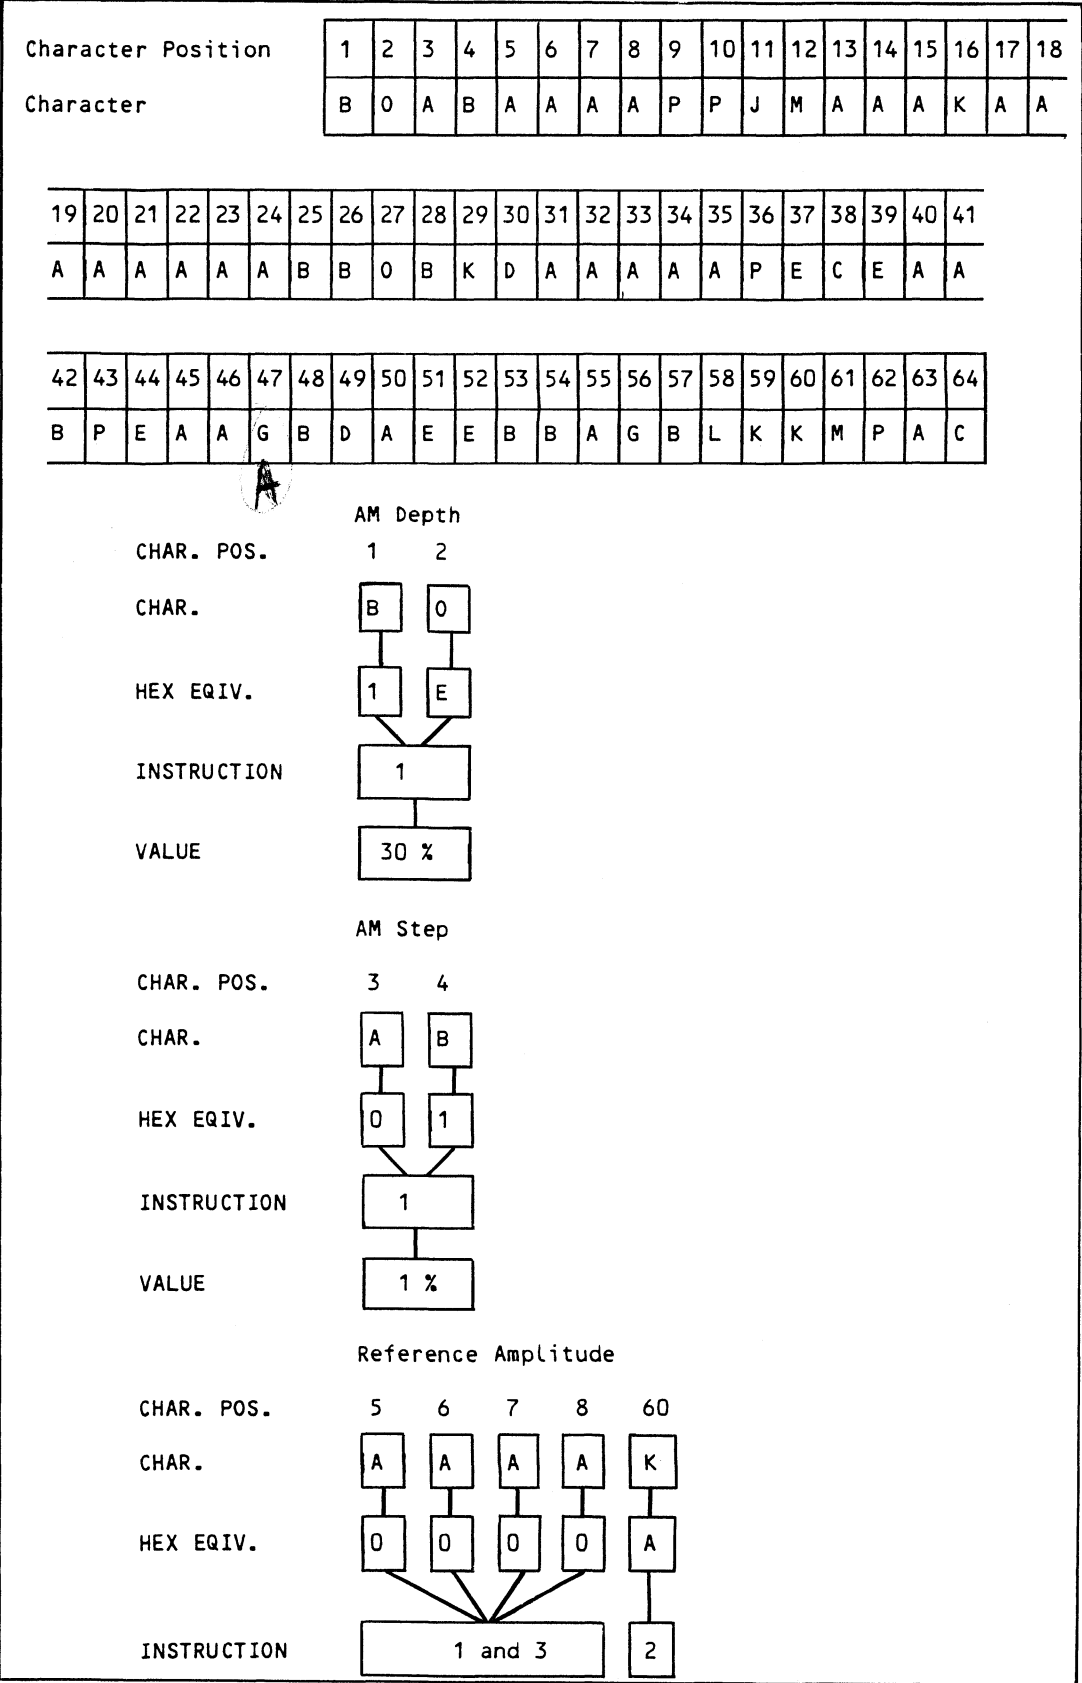 Character Position 1 2 3 4 5 6 7 8 9 10 11 12 13 14 15 16 17 18
Character B O A B A A A A P P J M A A A K A A
19 20 21 22 23 24 25 26 27 28 29 30 31 32 33 34 35 36 37 38 39 40 41
A A A A A A B B O B K D A A A A A P E C E A A
42 43 44 45 46 47 48 49 50 51 52 53 54 55 56 57 58 59 60 61 62 63 64
B P E A A G B D A E E B B A G B L K K M P A C
A
AM Depth
CHAR. POS. 1 2
CHAR. B O
HEX EQIV. 1 E
INSTRUCTION 1
VALUE 30 %
AM Step
CHAR. POS. 3 4
CHAR. A B
HEX EQIV. 0 1
INSTRUCTION 1
VALUE 1 %
Reference Amplitude
CHAR. POS. 5 6 7 8 60
CHAR. A A A A K
HEX EQIV. 0 0 0 0 A
INSTRUCTION 1 and 3 2